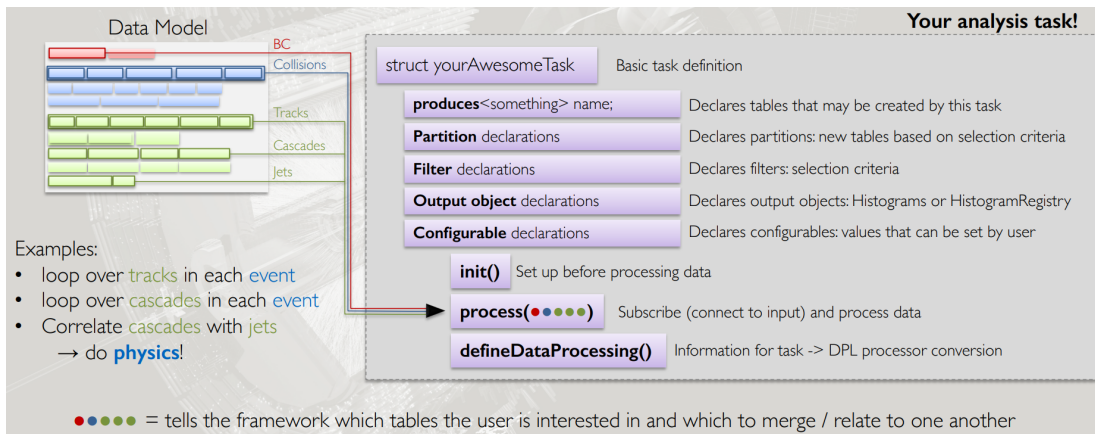 Your analysis task!
Data Model
BC
Collisions
Tracks
Cascades
Jets
struct yourAwesomeTask Basic task definition
produces<something> name; Declares tables that may be created by this task
Partition declarations Declares partitions: new tables based on selection criteria
Filter declarations Declares filters: selection criteria
Output object declarations Declares output objects: Histograms or HistogramRegistry
Configurable declarations Declares configurables: values that can be set by user
init() Set up before processing data
process(●●●●●) Subscribe (connect to input) and process data
defineDataProcessing() Information for task -> DPL processor conversion
Examples:
• loop over tracks in each event
• loop over cascades in each event
• Correlate cascades with jets
→ do physics!
●●●●● = tells the framework which tables the user is interested in and which to merge / relate to one another